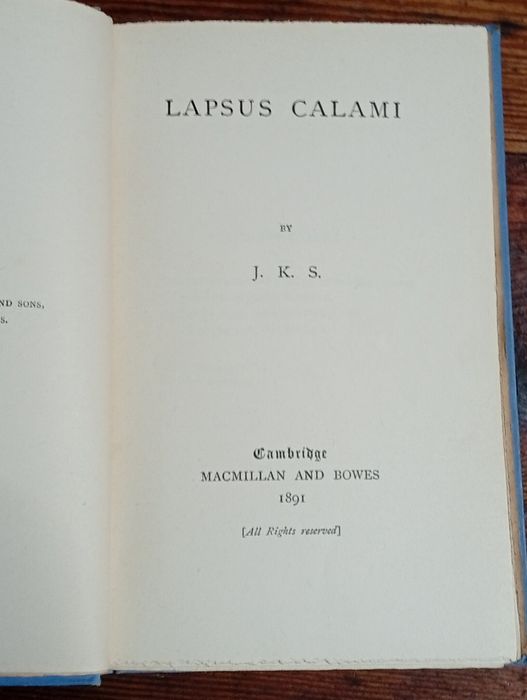 ND SONS,
S.
LAPSUS CALAMI
BY
J. K. S.
Cambridge
MACMILLAN AND BOWES
1891
[All Rights reserved]